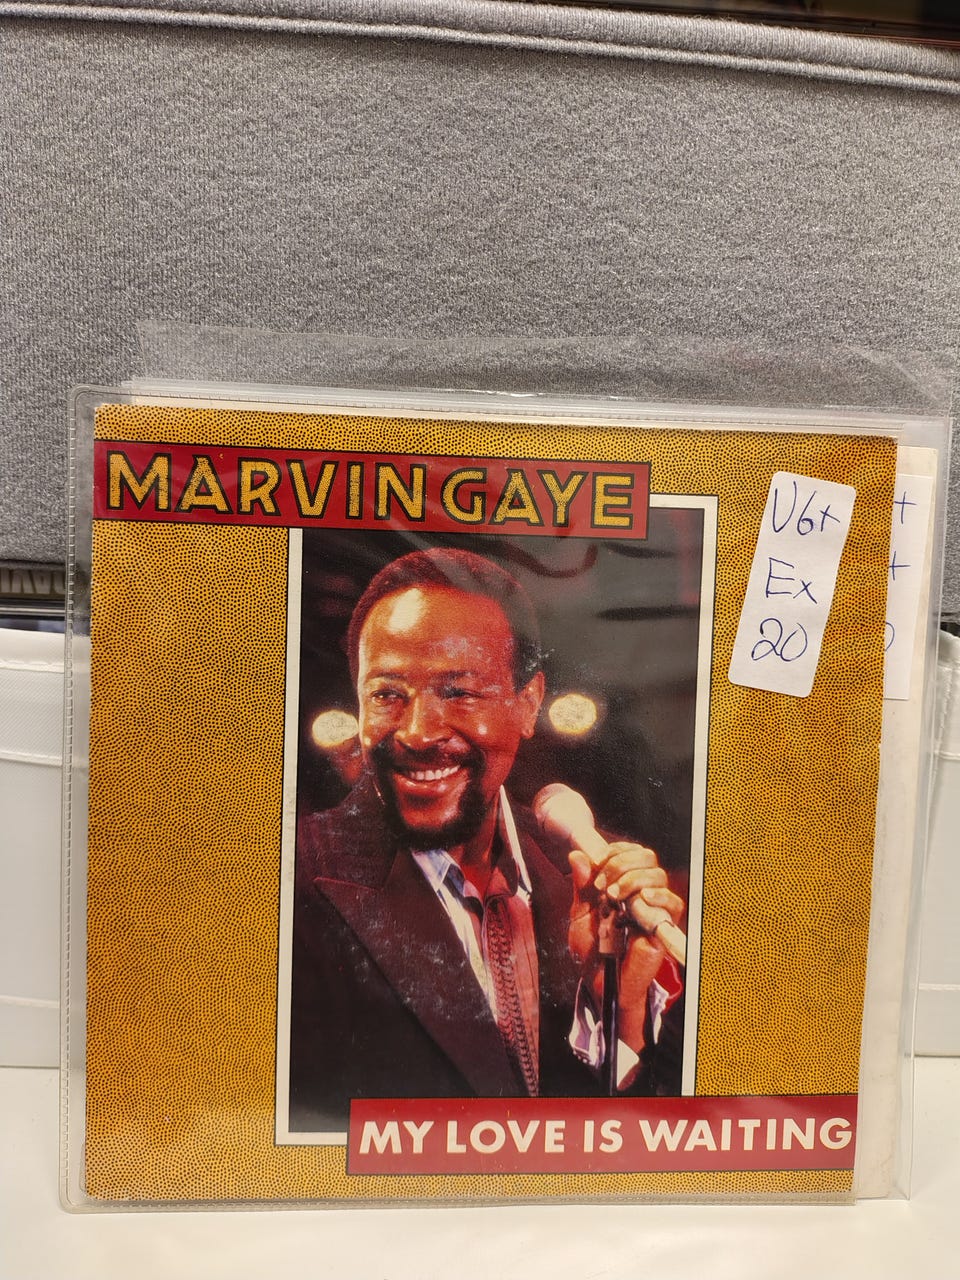 MARVIN GAYE
VG+
Ex
20
MY LOVE IS WAITING